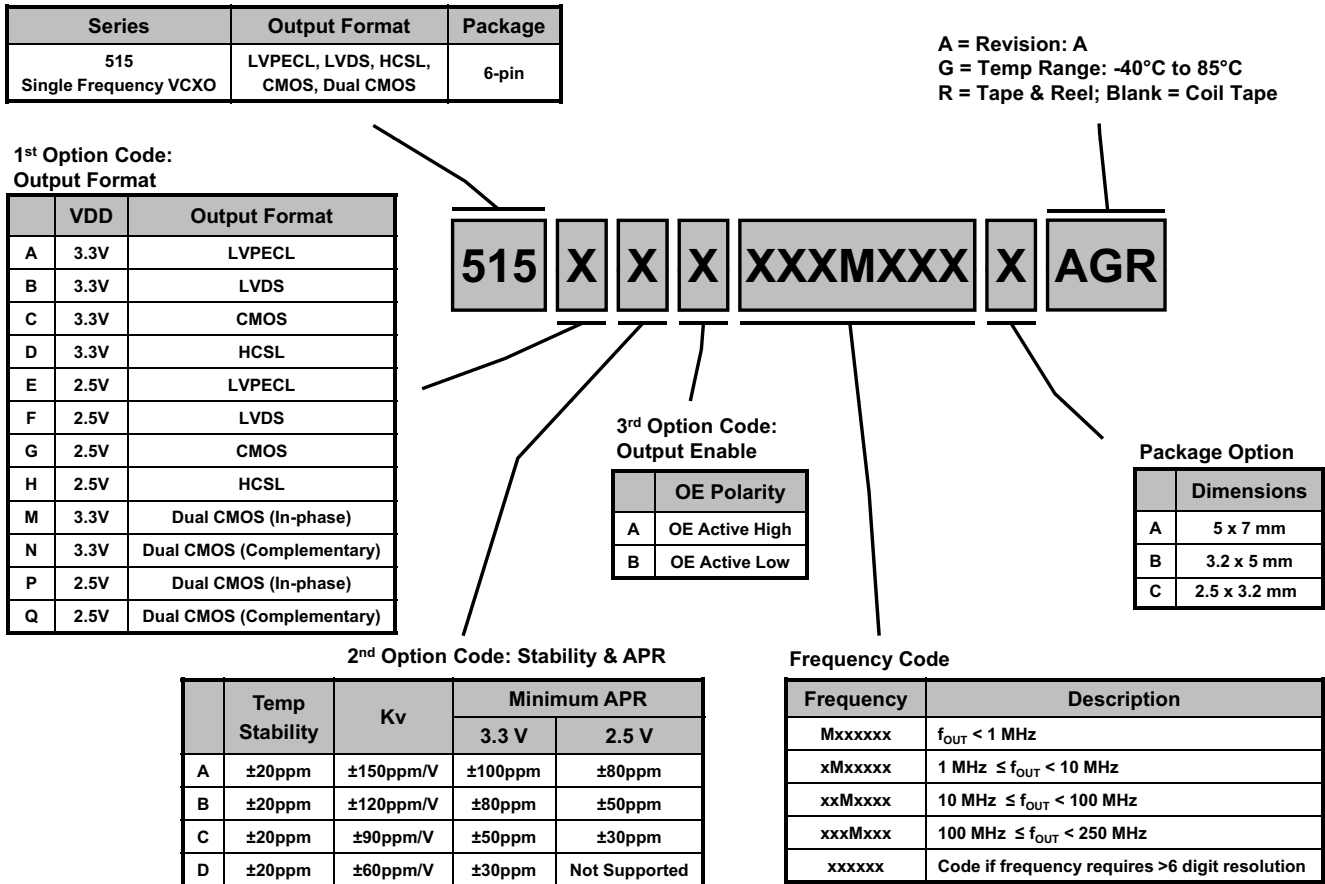 Series Output Format Package
515 Single Frequency VCXO LVPECL, LVDS, HCSL, CMOS, Dual CMOS 6-pin
A = Revision: A
G = Temp Range: -40°C to 85°C
R = Tape & Reel; Blank = Coil Tape
1st Option Code:
Output Format
VDD Output Format
A 3.3V LVPECL
B 3.3V LVDS
C 3.3V CMOS
D 3.3V HCSL
E 2.5V LVPECL
F 2.5V LVDS
G 2.5V CMOS
H 2.5V HCSL
M 3.3V Dual CMOS (In-phase)
N 3.3V Dual CMOS (Complementary)
P 2.5V Dual CMOS (In-phase)
Q 2.5V Dual CMOS (Complementary)
515 X X X XXXMXXX X AGR
3rd Option Code:
Output Enable
OE Polarity
A OE Active High
B OE Active Low
Package Option
Dimensions
A 5 x 7 mm
B 3.2 x 5 mm
C 2.5 x 3.2 mm
2nd Option Code: Stability & APR
Temp Stability Kv Minimum APR
3.3 V 2.5 V
A ±20ppm ±150ppm/V ±100ppm ±80ppm
B ±20ppm ±120ppm/V ±80ppm ±50ppm
C ±20ppm ±90ppm/V ±50ppm ±30ppm
D ±20ppm ±60ppm/V ±30ppm Not Supported
Frequency Code
Frequency Description
Mxxxxxx fOUT < 1 MHz
xMxxxxx 1 MHz ≤ fOUT < 10 MHz
xxMxxxx 10 MHz ≤ fOUT < 100 MHz
xxxMxxx 100 MHz ≤ fOUT < 250 MHz
xxxxxx Code if frequency requires >6 digit resolution